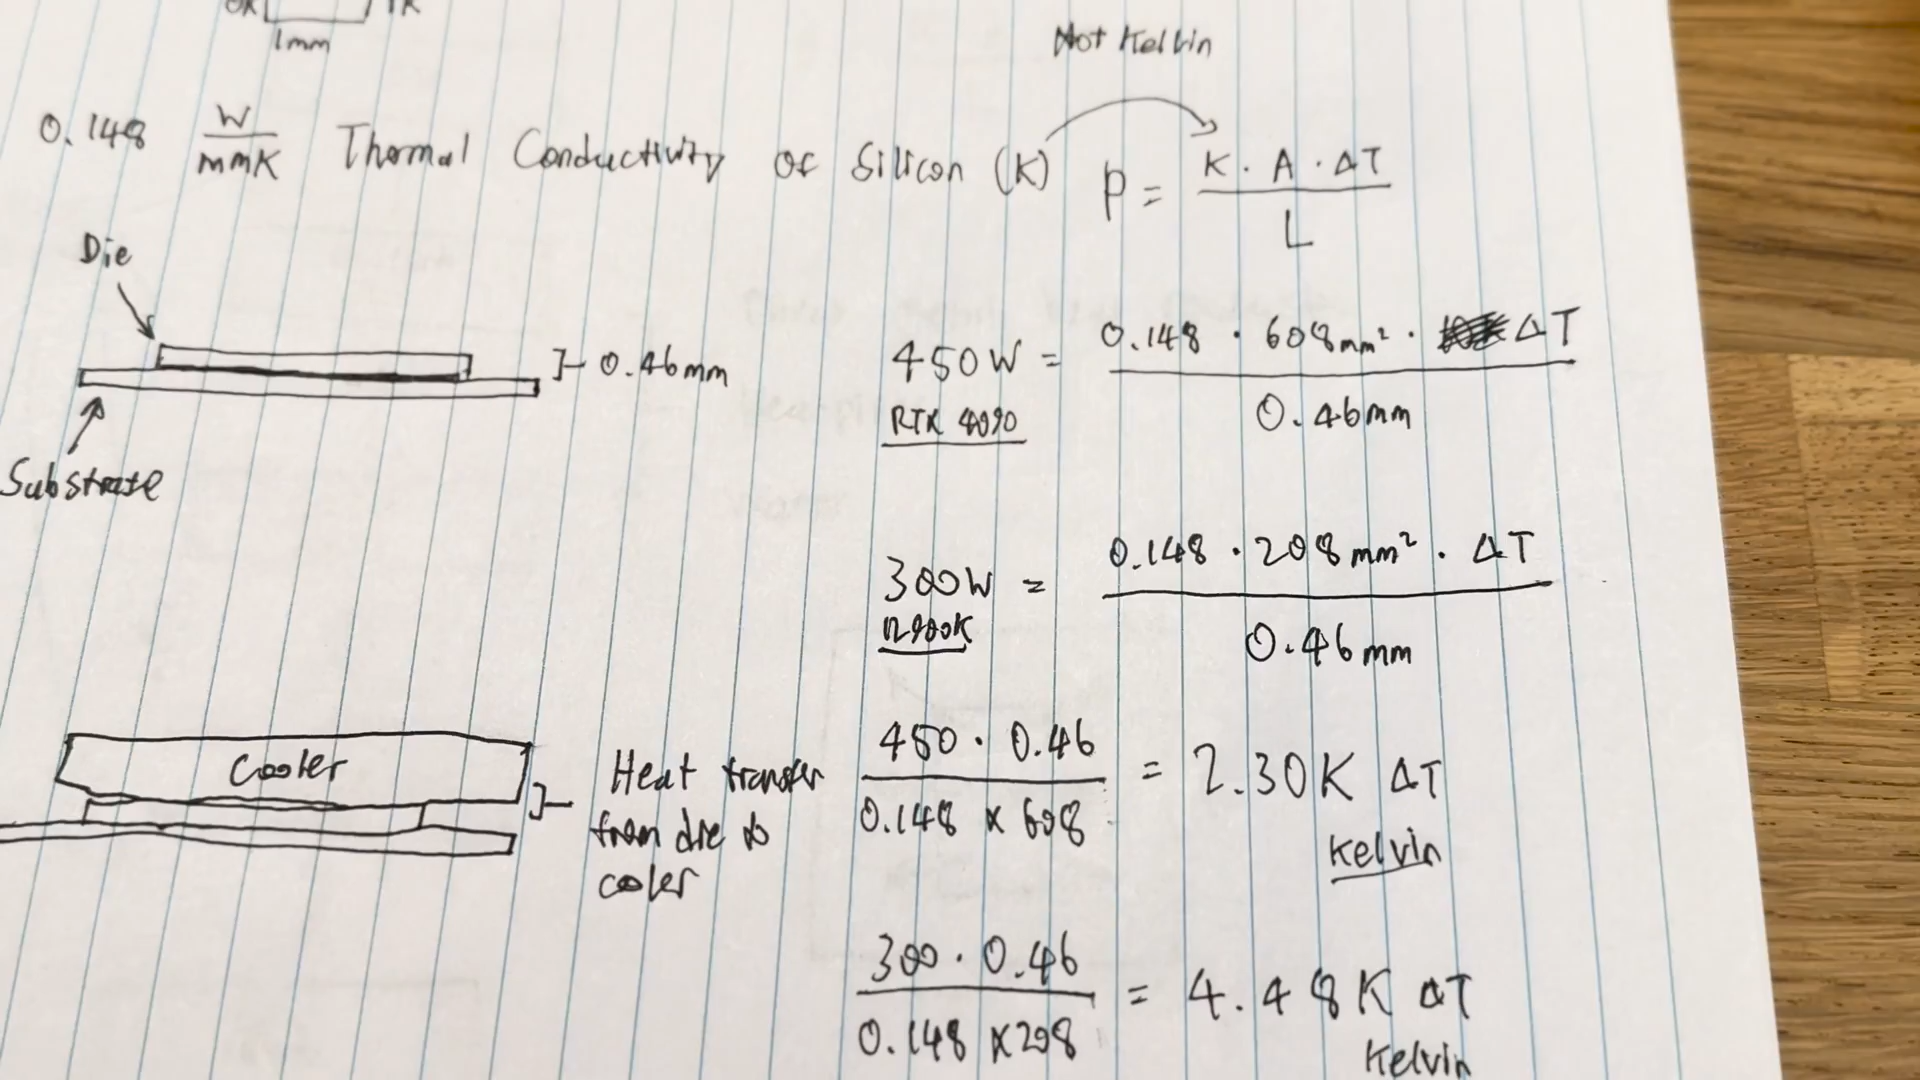 0K 1K
1mm
Not Kelvin
0.148 W/mmK Thermal Conductivity of Silicon (K)
P = K · A · ΔT / L
Die
0.46mm
Substrate
450W = 0.148 · 608mm² · ΔT / 0.46mm
RTX 4090
300W = 0.148 · 208mm² · ΔT / 0.46mm
12900K
Cooler
Heat transfer
from die to
cooler
450 · 0.46 / 0.148 x 608 = 2.30K ΔT
Kelvin
300 · 0.46 / 0.148 x 208 = 4.48K ΔT
Kelvin